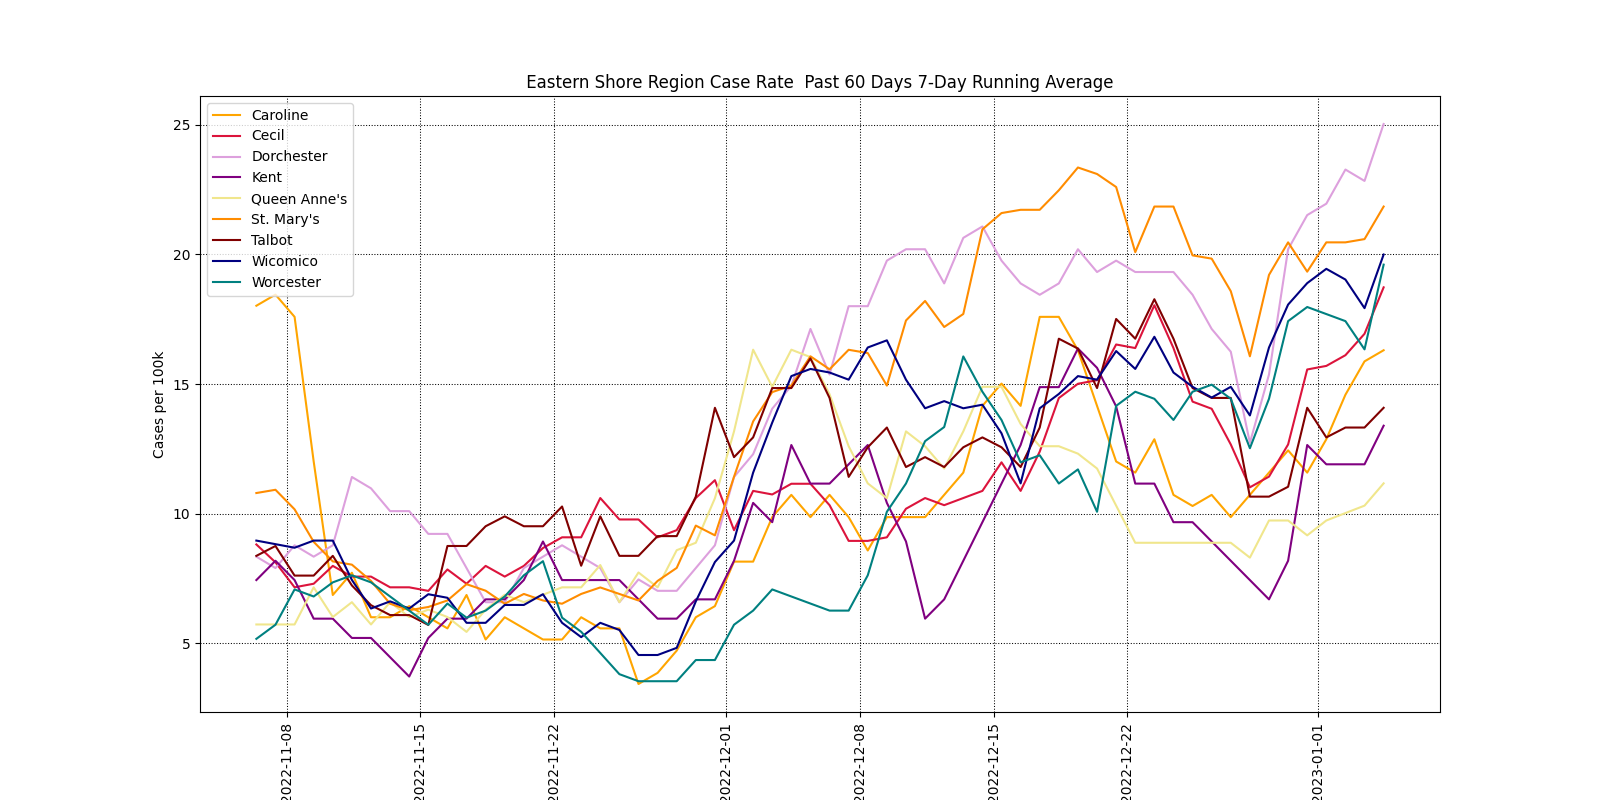 Eastern Shore Region Case Rate  Past 60 Days 7-Day Running Average
Caroline
Cecil
Dorchester
Kent
Queen Anne's
St. Mary's
Talbot
Wicomico
Worcester
25
20
15
10
5
Cases per 100k
2022-11-08
2022-11-15
2022-11-22
2022-12-01
2022-12-08
2022-12-15
2022-12-22
2023-01-01